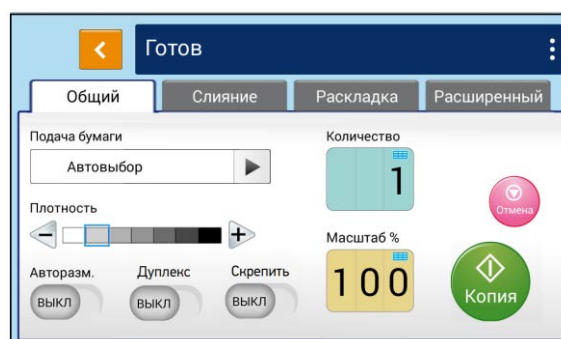 Готов
Общий Слияние Раскладка Расширенный
Подача бумаги
Автовыбор
Количество
1
Отмена
Плотность
Масштаб %
100
Авторазм. Дуплекс Скрепить
ВЫКЛ ВЫКЛ ВЫКЛ
Копия